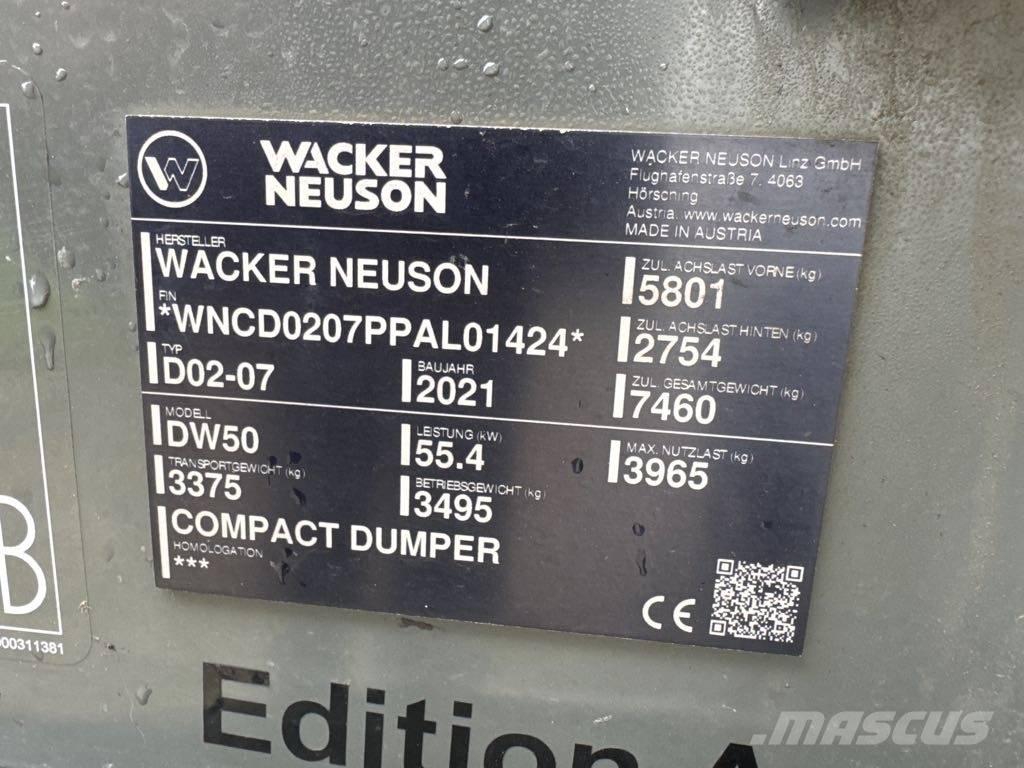 W
WACKER
NEUSON
WACKER NEUSON Linz GmbH
Flughafenstraße 7, 4063
Hörsching
Austria, www.wackerneuson.com
MADE IN AUSTRIA
HERSTELLER
WACKER NEUSON
FIN
*WNCD0207PPAL01424*
TYP
D02-07
BAUJAHR
2021
ZUL. ACHSLAST VORNE (kg)
5801
ZUL. ACHSLAST HINTEN (kg)
2754
ZUL. GESAMTGEWICHT (kg)
7460
MODELL
DW50
LEISTUNG (kW)
55.4
MAX. NUTZLAST (kg)
3965
TRANSPORTGEWICHT (kg)
3375
BETRIEBSGEWICHT (kg)
3495
COMPACT DUMPER
HOMOLOGATION
***
CE
B
000311381
Edition A
MASCUS